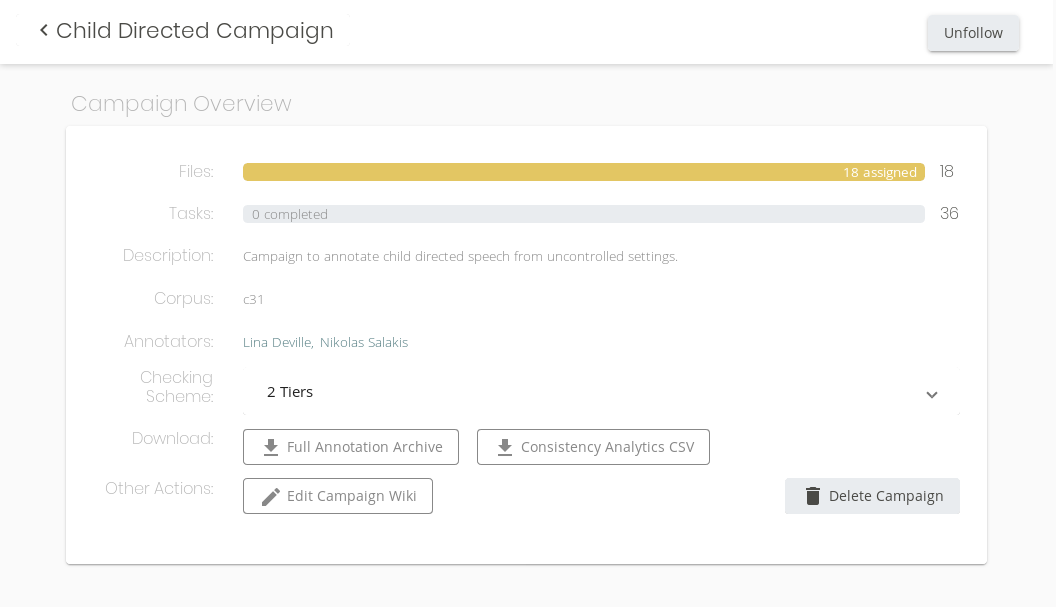 Child Directed Campaign
Unfollow
Campaign Overview
Files:
18 assigned
18
Tasks:
0 completed
36
Description:
Campaign to annotate child directed speech from uncontrolled settings.
Corpus:
c31
Annotators:
Lina Deville, Nikolas Salakis
Checking
Scheme:
2 Tiers
Download:
Full Annotation Archive
Consistency Analytics CSV
Other Actions:
Edit Campaign Wiki
Delete Campaign